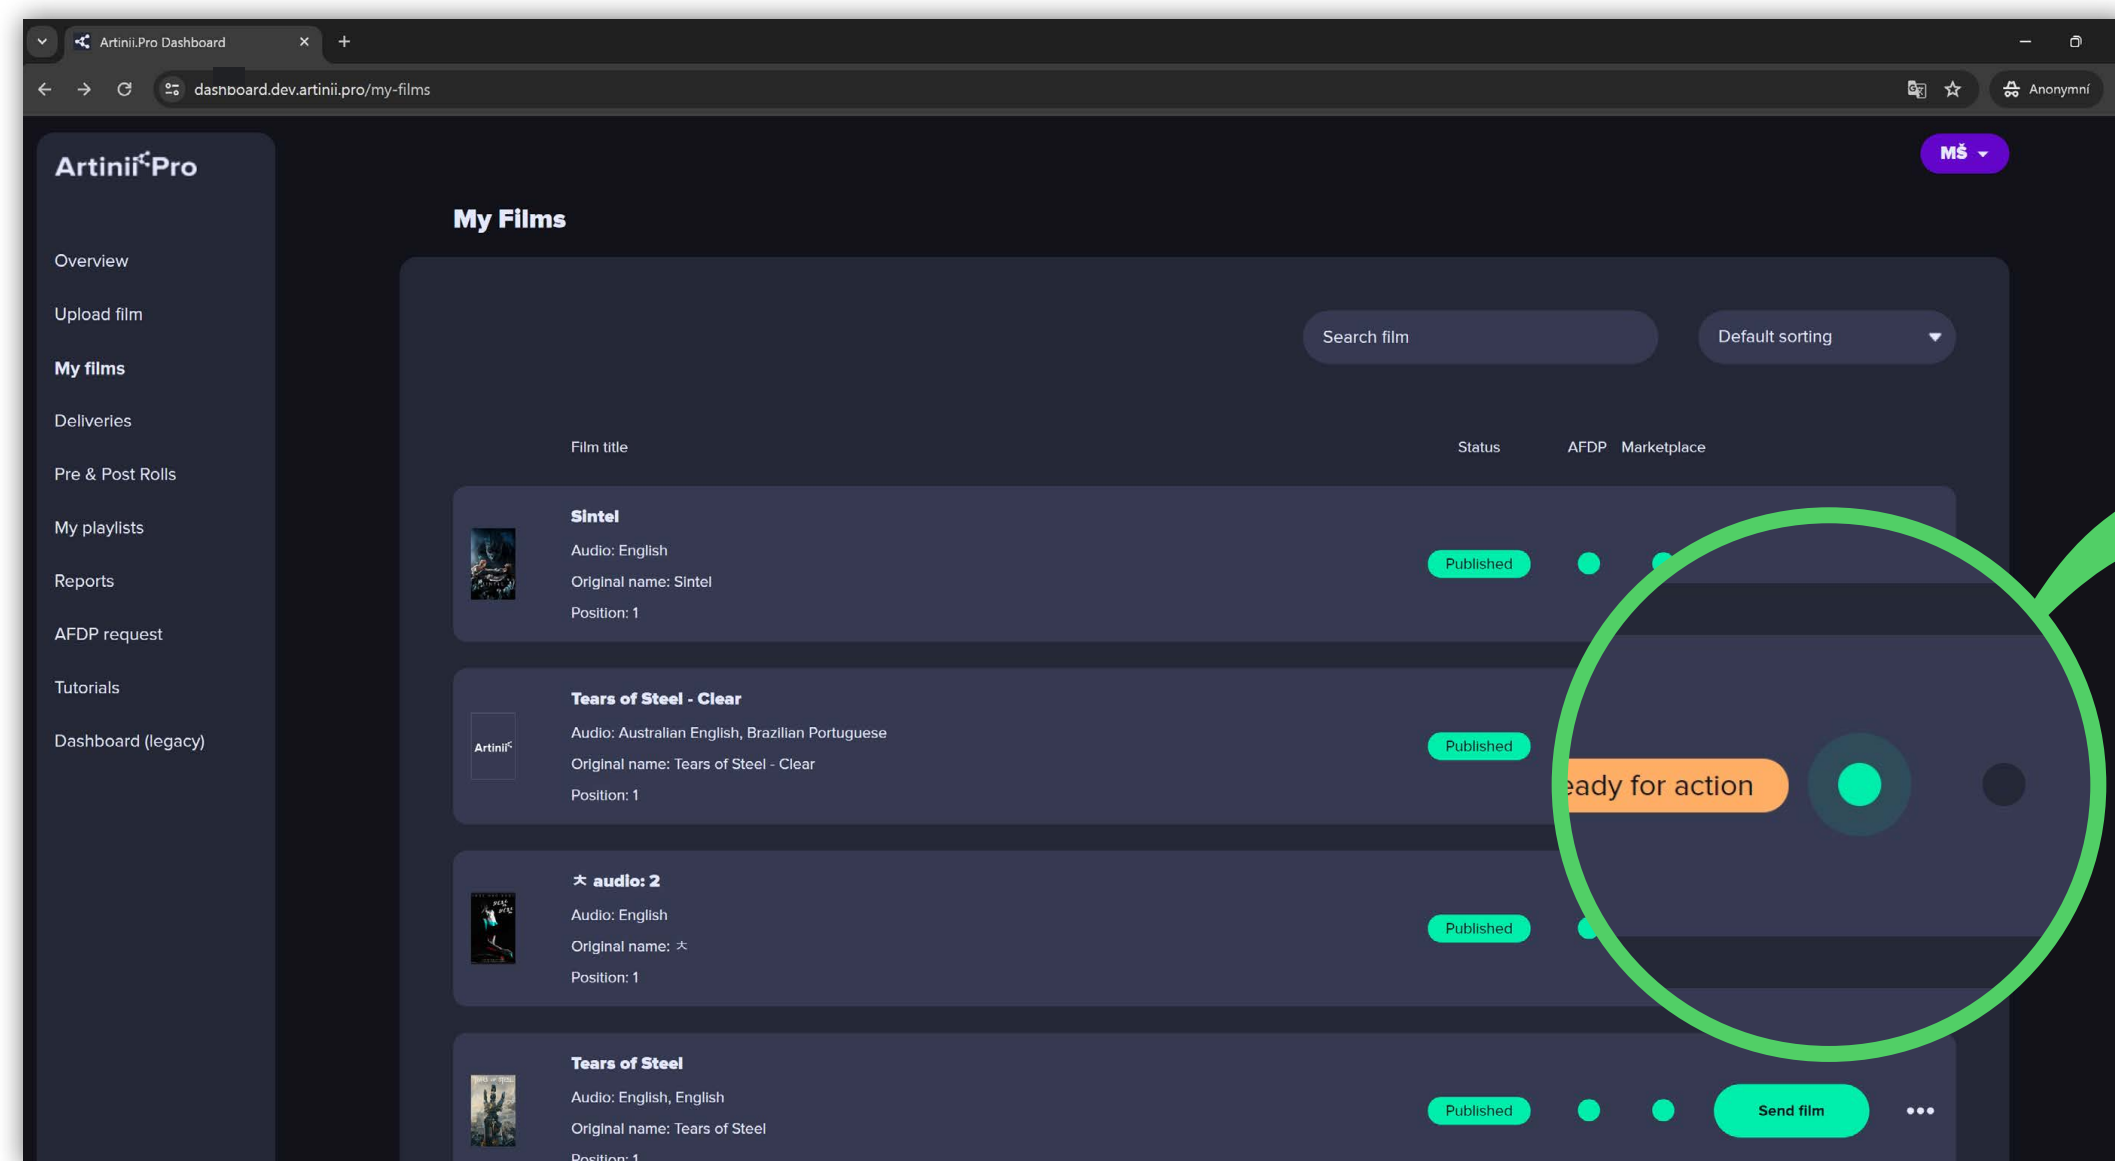 Artinii.Pro Dashboard
dashboard.dev.artinii.pro/my-films
Anonymní
Artinii Pro
MŠ
My Films
Overview
Upload film
My films
Deliveries
Pre & Post Rolls
My playlists
Reports
AFDP request
Tutorials
Dashboard (legacy)
Search film
Default sorting
Film title Status AFDP Marketplace
Sintel
Audio: English
Original name: Sintel
Position: 1
Published
Tears of Steel - Clear
Audio: Australian English, Brazilian Portuguese
Original name: Tears of Steel - Clear
Position: 1
Artinii
Published
eady for action
ㅊ audio: 2
Audio: English
Original name: ㅊ
Position: 1
Published
Tears of Steel
Audio: English, English
Original name: Tears of Steel
Position: 1
Published
Send film